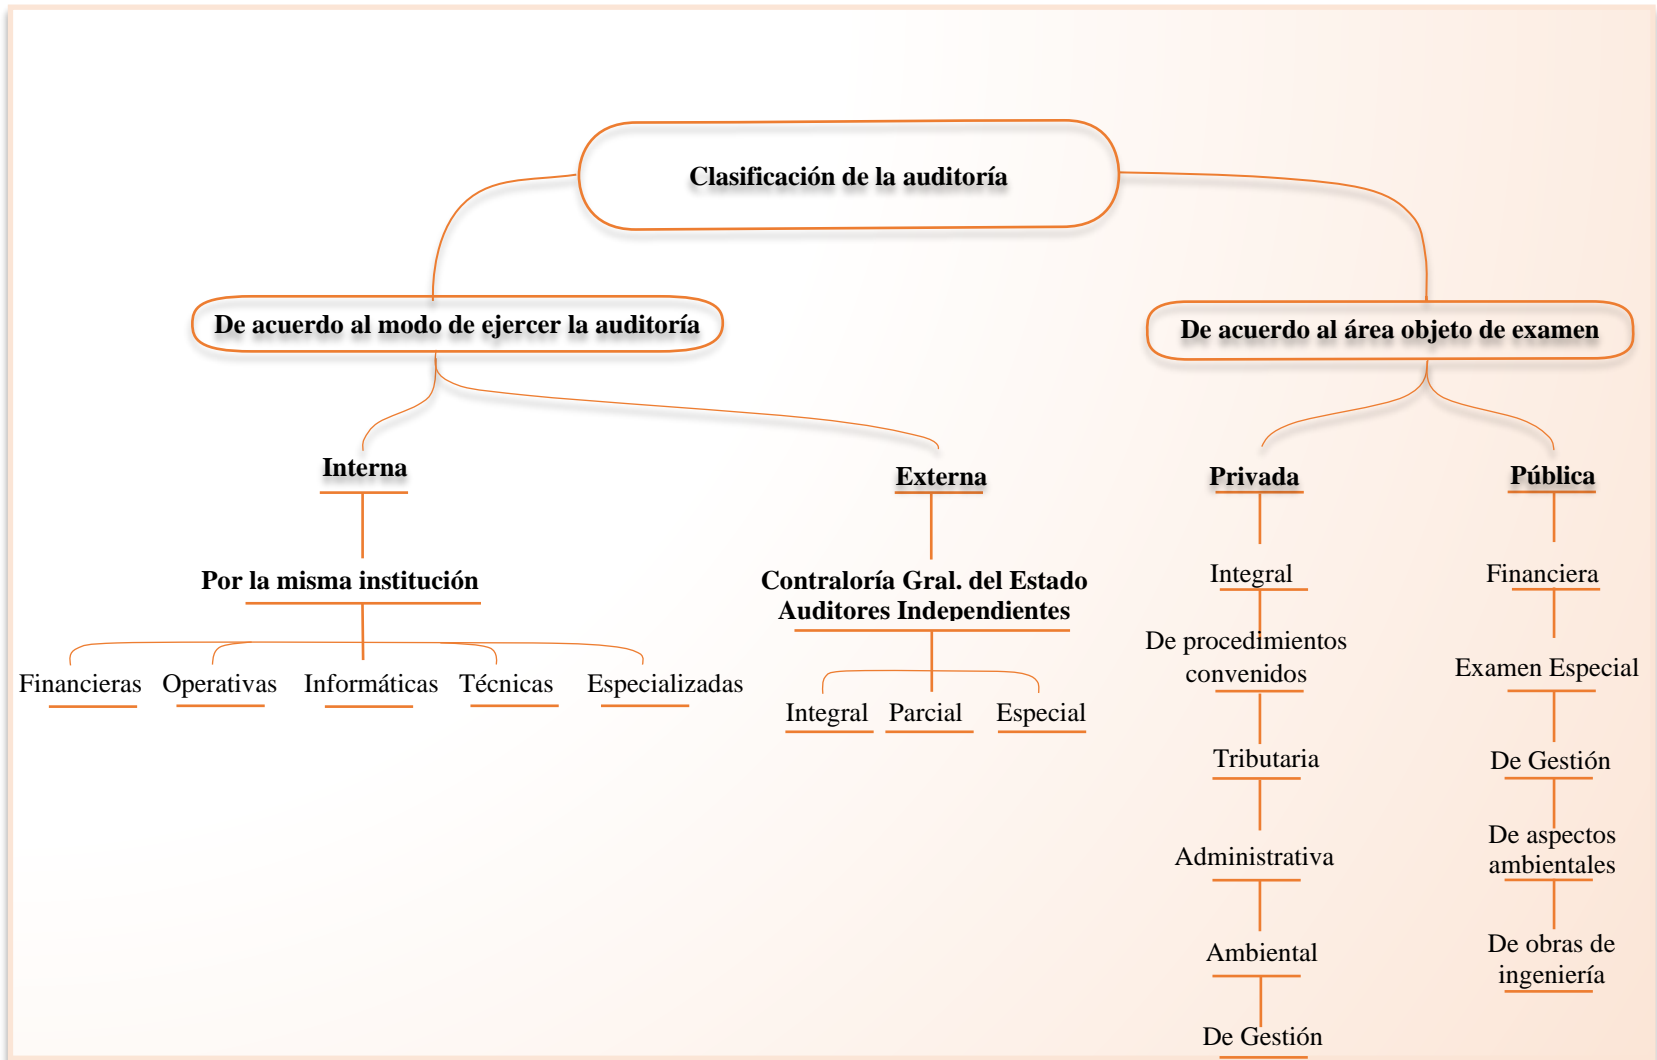 Clasificación de la auditoría
De acuerdo al modo de ejercer la auditoría
De acuerdo al área objeto de examen
Interna
Externa
Privada
Pública
Por la misma institución
Contraloría Gral. del Estado
Auditores Independientes
Financieras
Operativas
Informáticas
Técnicas
Especializadas
Integral
Parcial
Especial
Integral
De procedimientos
convenidos
Tributaria
Administrativa
Ambiental
De Gestión
Financiera
Examen Especial
De Gestión
De aspectos
ambientales
De obras de
ingeniería